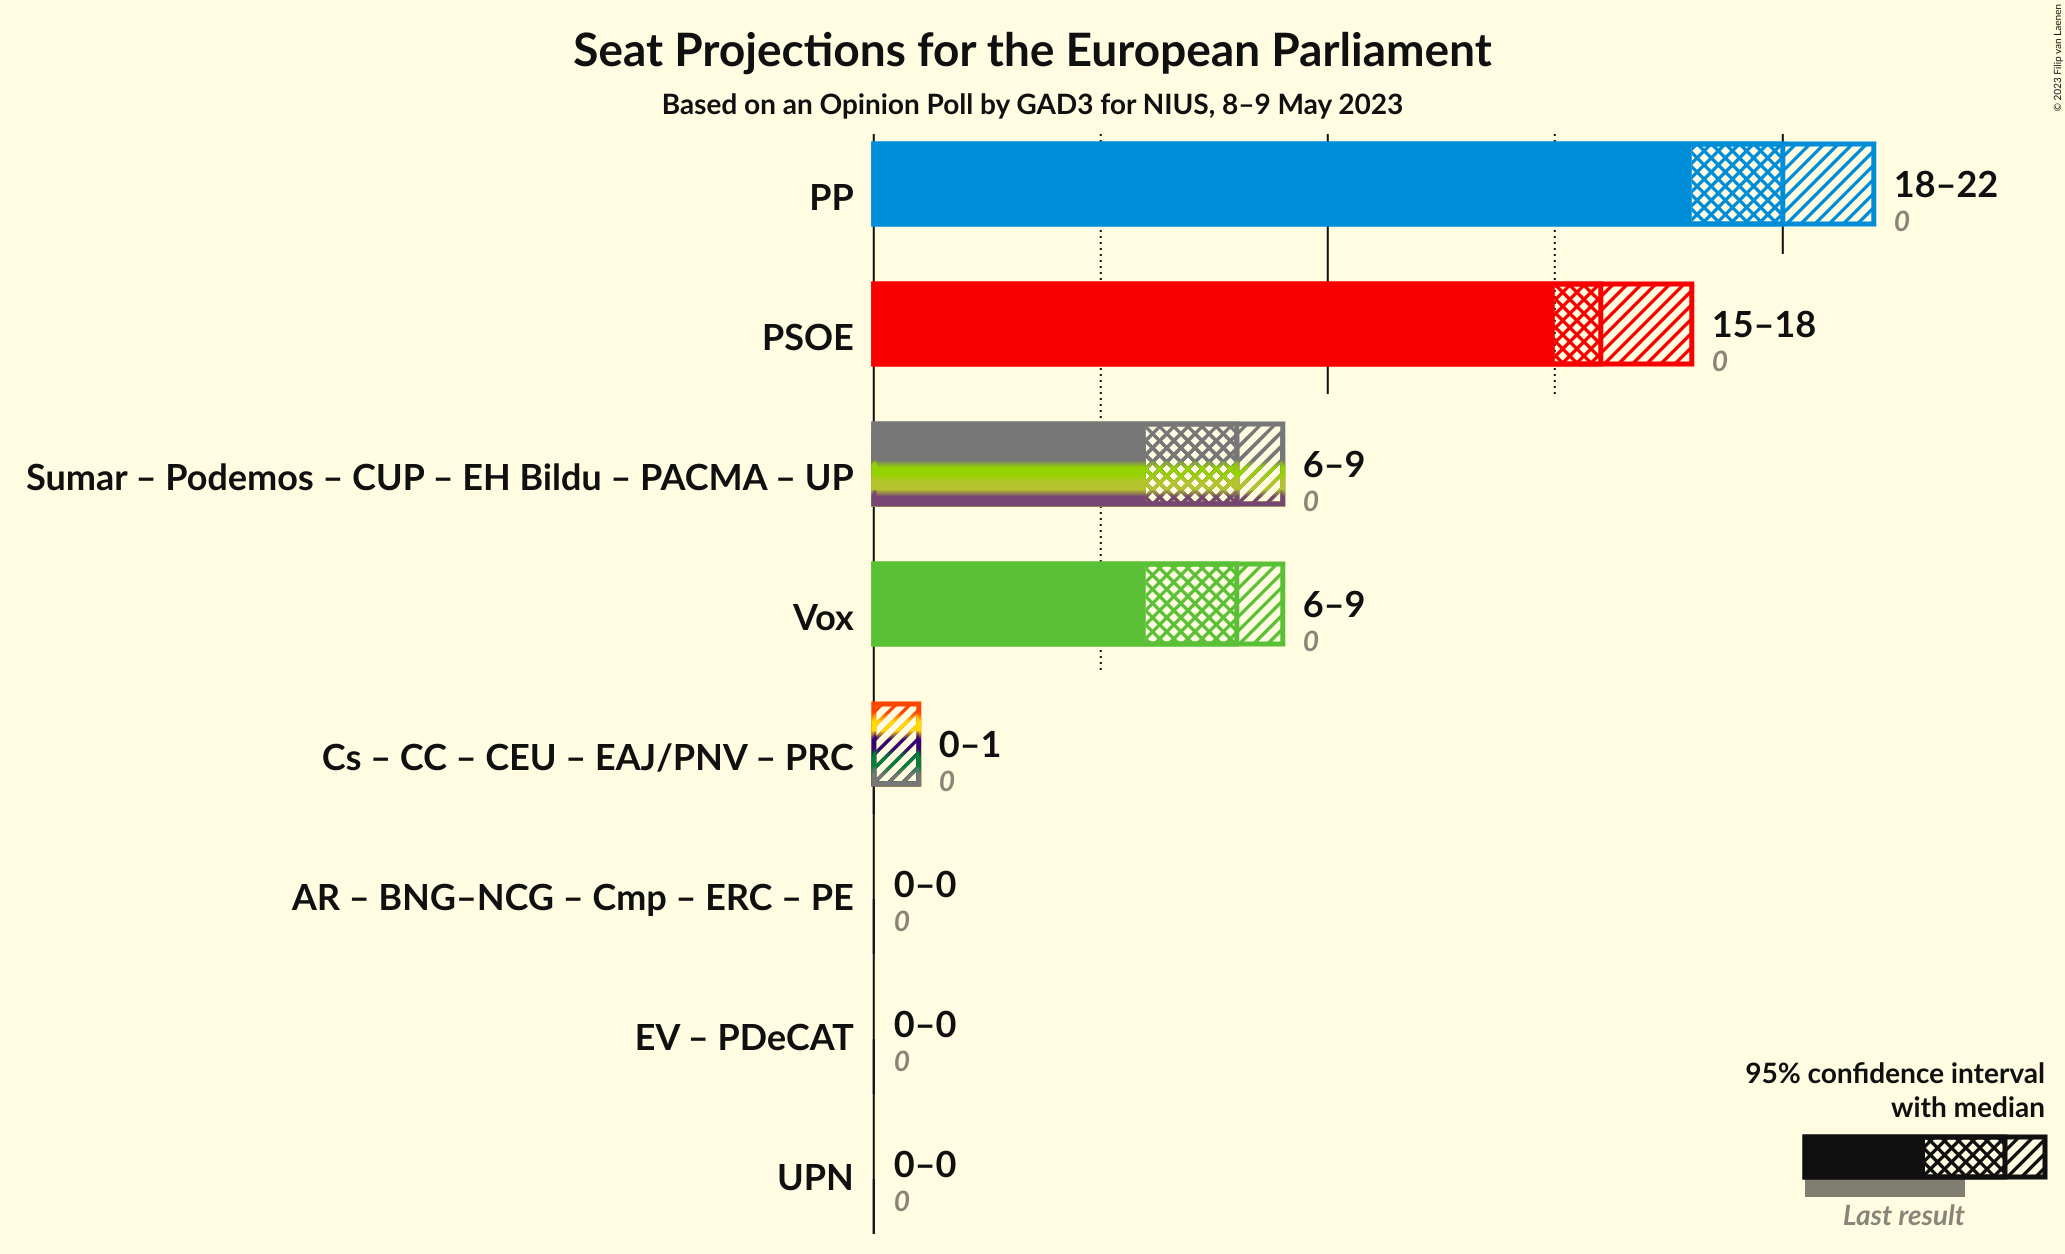 Seat Projections for the European Parliament
Based on an Opinion Poll by GAD3 for NIUS, 8–9 May 2023
© 2023 Filip van Laenen
PP
18–22
0
PSOE
15–18
0
Sumar – Podemos – CUP – EH Bildu – PACMA – UP
6–9
0
Vox
6–9
0
Cs – CC – CEU – EAJ/PNV – PRC
0–1
0
AR – BNG–NCG – Cmp – ERC – PE
0–0
0
EV – PDeCAT
0–0
0
UPN
0–0
0
95% confidence interval
with median
Last result